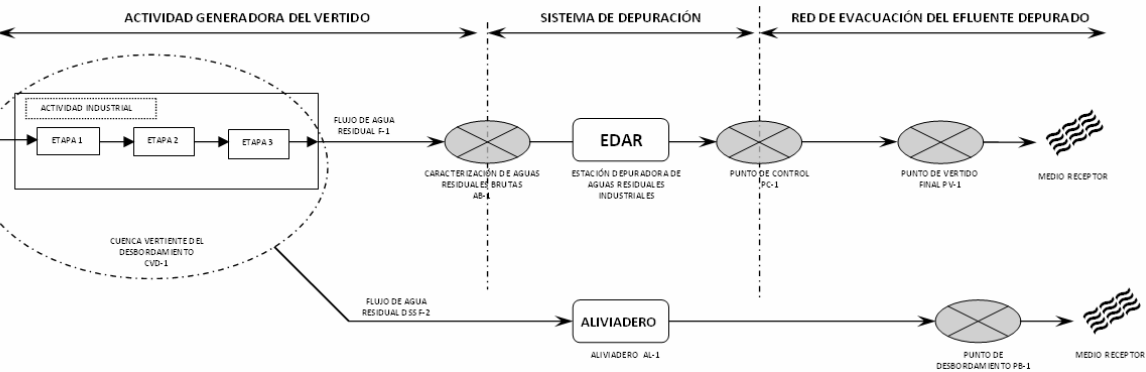 ACTIVIDAD GENERADORA DEL VERTIDO
SISTEMA DE DEPURACIÓN
RED DE EVACUACIÓN DEL EFLUENTE DEPURADO
ACTIVIDAD INDUSTRIAL
ETAPA 1
ETAPA 2
ETAPA 3
FLUJO DE AGUA
RESIDUAL F-1
CARACTERIZACIÓN DE AGUAS
RESIDUALES BRUTAS
AB-1
EDAR
ESTACIÓN DEPURADORA DE
AGUAS RESIDUALES
INDUSTRIALES
PUNTO DE CONTROL
PC-1
PUNTO DE VERTIDO
FINAL PV-1
MEDIO RECEPTOR
CUENCA VERTIENTE DEL
DESBORDAMIENTO
CVD-1
FLUJO DE AGUA
RESIDUAL DSS F-2
ALIVIADERO
ALIVIADERO AL-1
PUNTO DE
DESBORDAMIENTO PB-1
MEDIO RECEPTOR